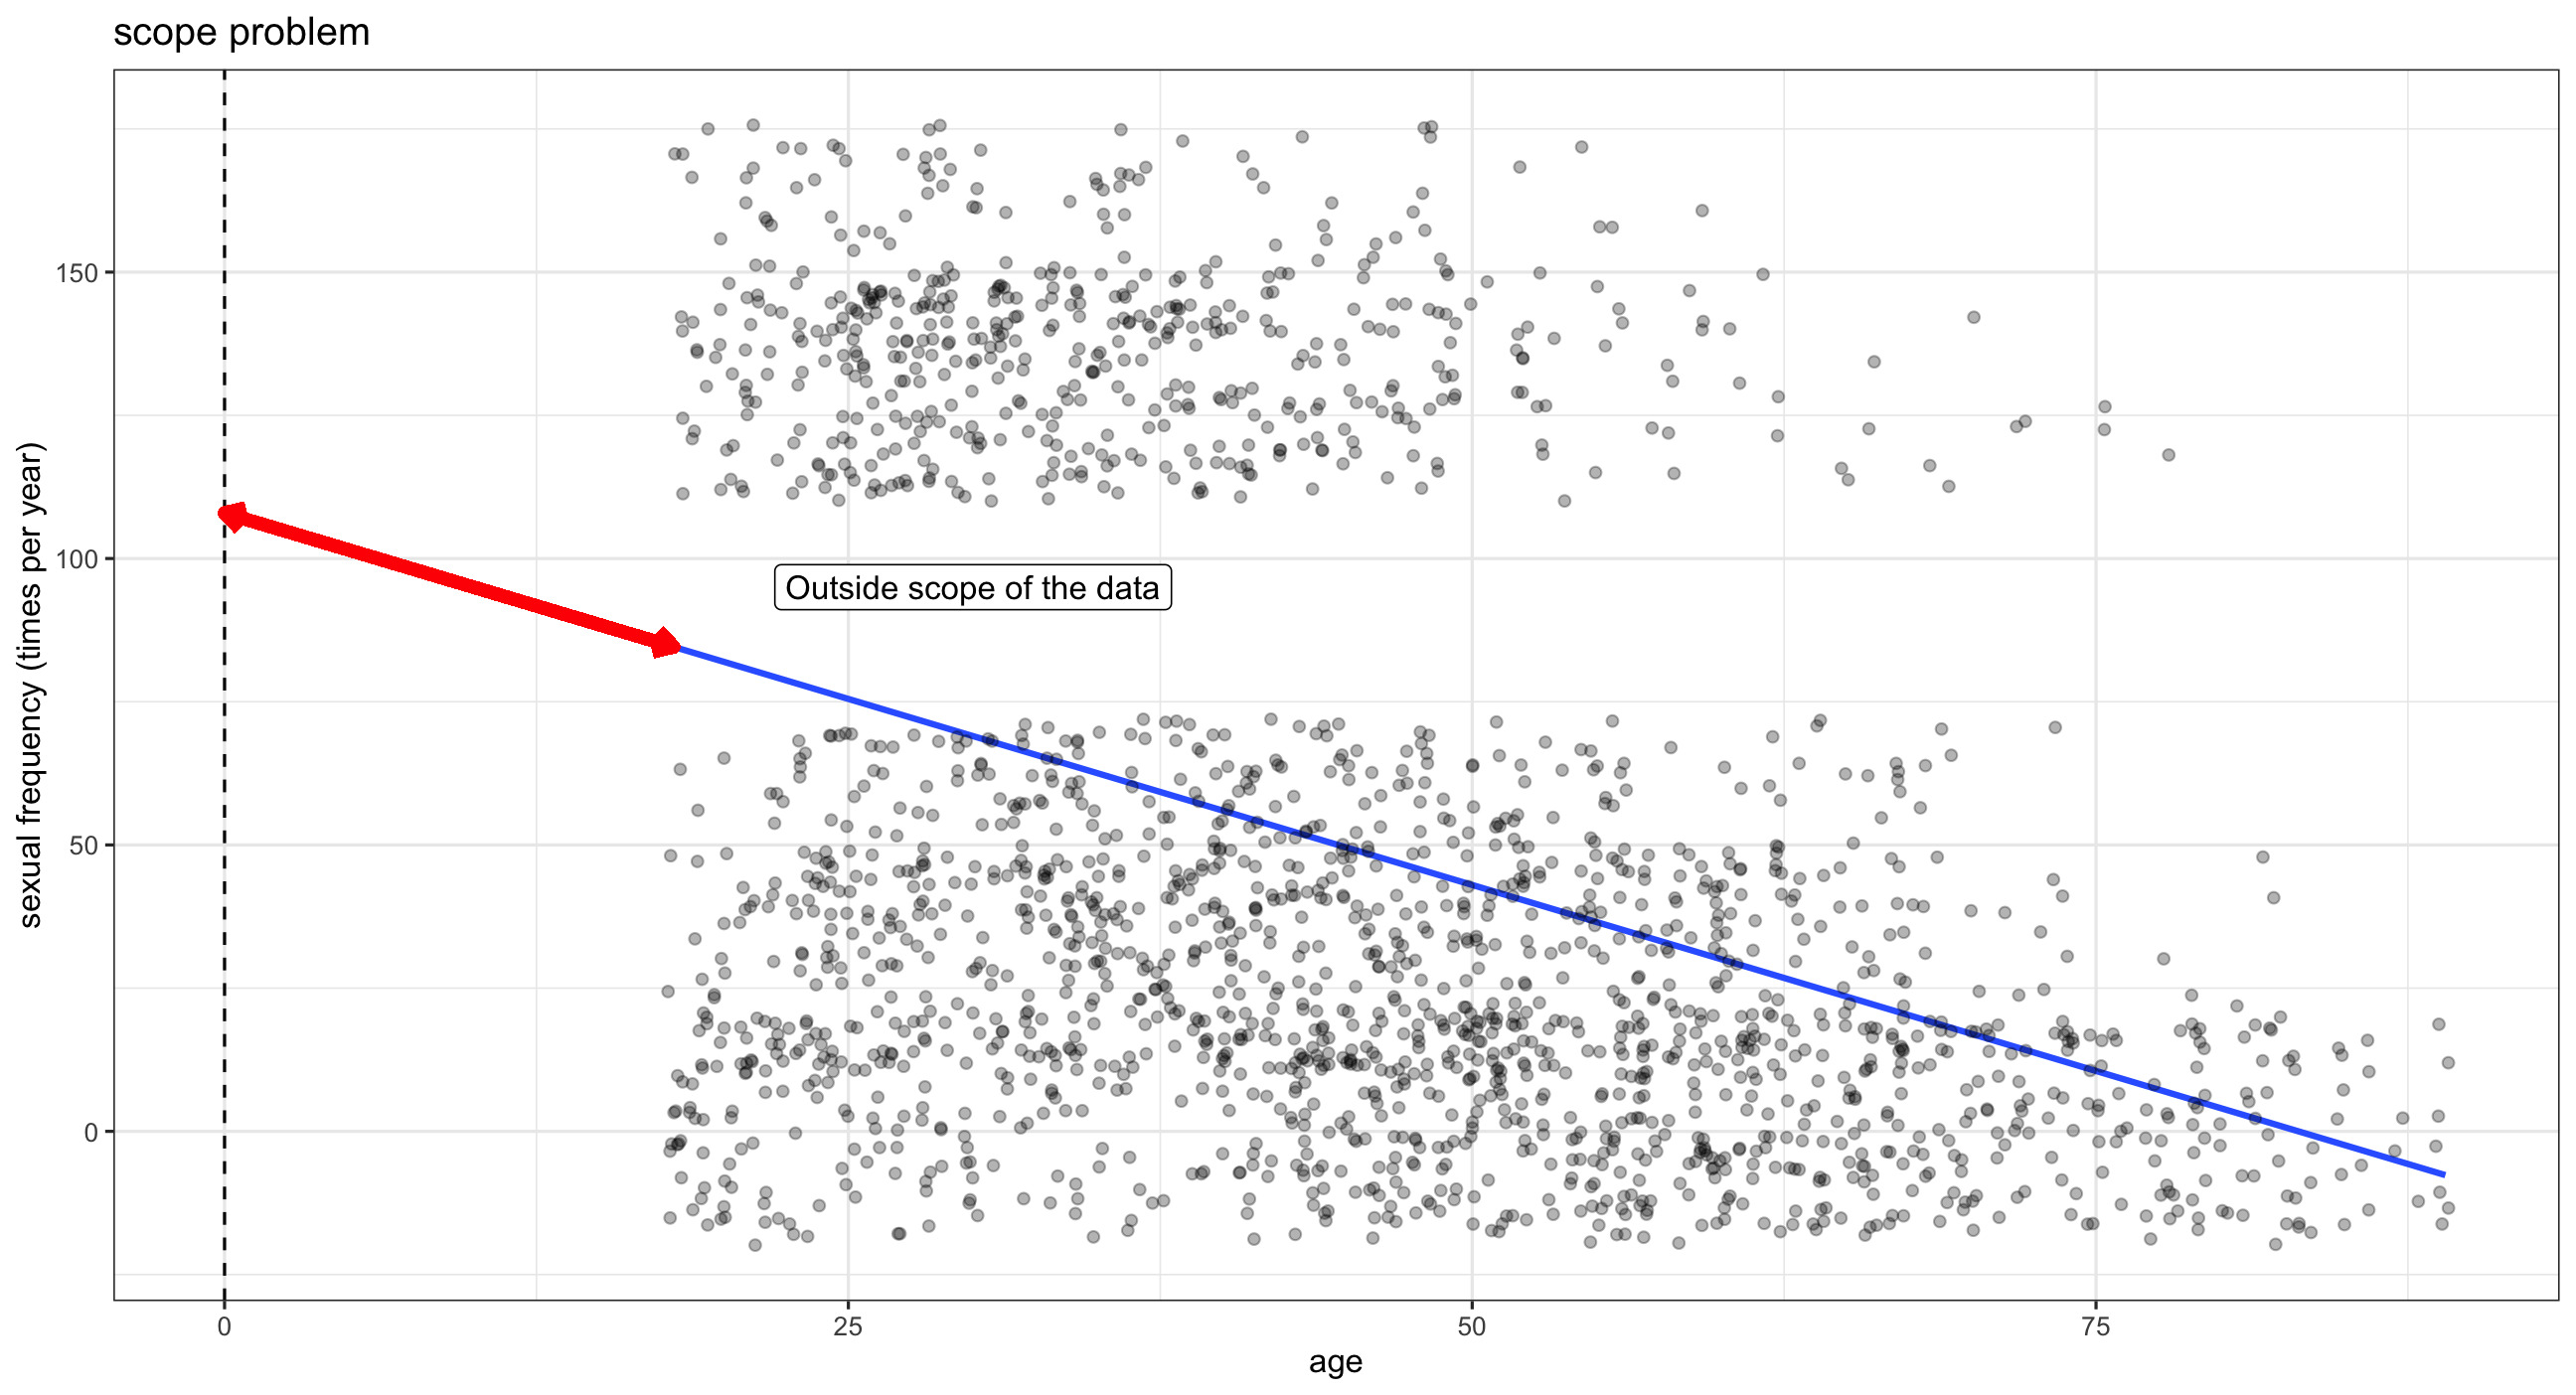 scope problem
sexual frequency (times per year)
150
100
50
0
Outside scope of the data
0
25
50
75
age